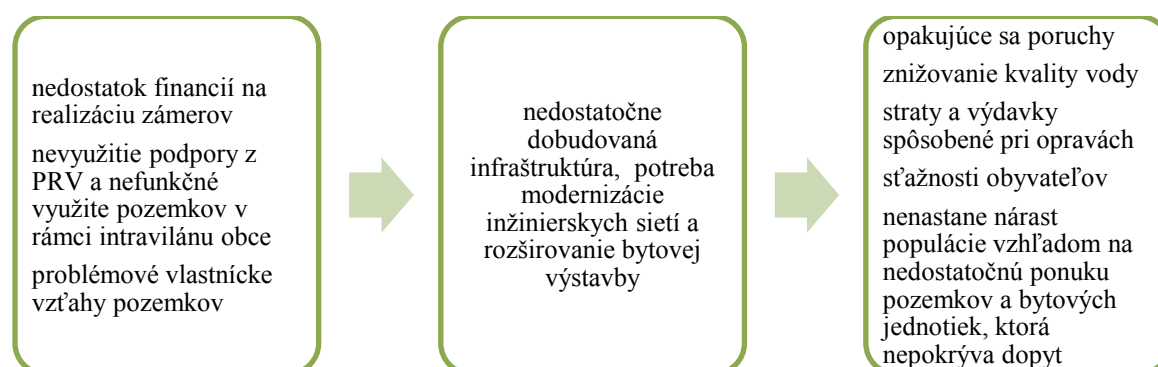 nedostatok financií na
realizáciu zámerov
nevyužitie podpory z
PRV a nefunkčné
využite pozemkov v
rámci intravilánu obce
problémové vlastnícke
vzťahy pozemkov
nedostatočne
dobudovaná
infraštruktúra, potreba
modernizácie
inžinierskych sietí a
rozširovanie bytovej
výstavby
opakujúce sa poruchy
znižovanie kvality vody
straty a výdavky
spôsobené pri opravách
sťažnosti obyvateľov
nenastane nárast
populácie vzhľadom na
nedostatočnú ponuku
pozemkov a bytových
jednotiek, ktorá
nepokrýva dopyt